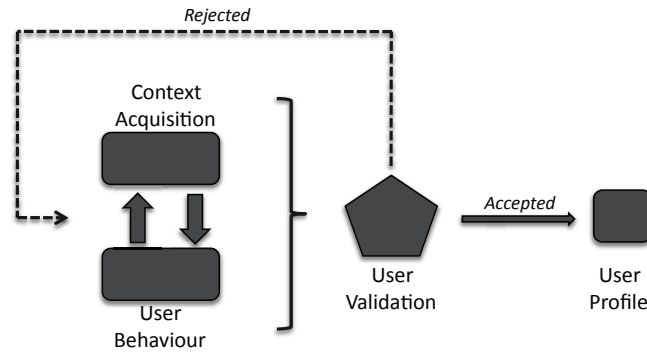 Rejected
Context
Acquisition
User
Behaviour
User
Validation
Accepted
User
Profile